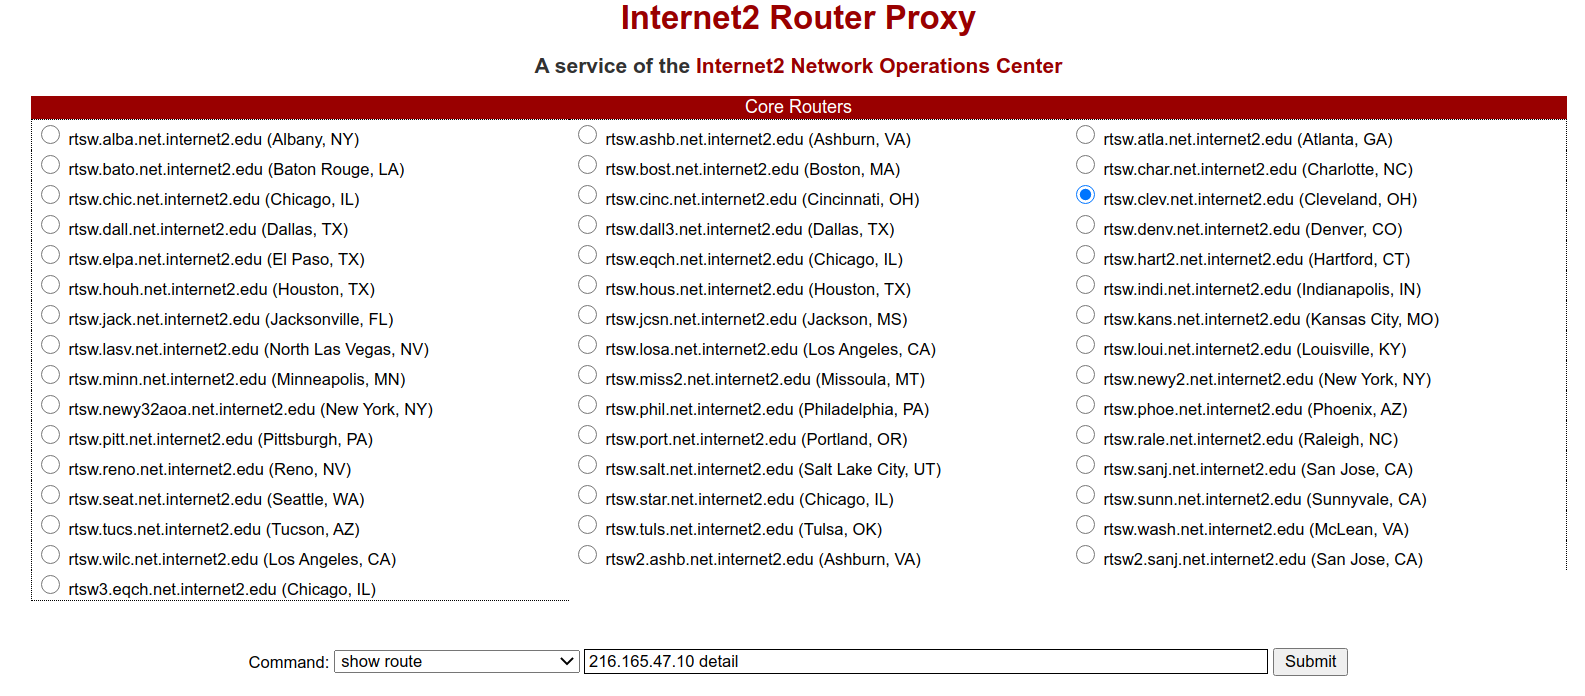 Internet2 Router Proxy
A service of the Internet2 Network Operations Center
Core Routers
rtsw.alba.net.internet2.edu (Albany, NY) rtsw.ashb.net.internet2.edu (Ashburn, VA) rtsw.atla.net.internet2.edu (Atlanta, GA)
rtsw.bato.net.internet2.edu (Baton Rouge, LA) rtsw.bost.net.internet2.edu (Boston, MA) rtsw.char.net.internet2.edu (Charlotte, NC)
rtsw.chic.net.internet2.edu (Chicago, IL) rtsw.cinc.net.internet2.edu (Cincinnati, OH) rtsw.clev.net.internet2.edu (Cleveland, OH)
rtsw.dall.net.internet2.edu (Dallas, TX) rtsw.dall3.net.internet2.edu (Dallas, TX) rtsw.denv.net.internet2.edu (Denver, CO)
rtsw.elpa.net.internet2.edu (El Paso, TX) rtsw.eqch.net.internet2.edu (Chicago, IL) rtsw.hart2.net.internet2.edu (Hartford, CT)
rtsw.houh.net.internet2.edu (Houston, TX) rtsw.hous.net.internet2.edu (Houston, TX) rtsw.indi.net.internet2.edu (Indianapolis, IN)
rtsw.jack.net.internet2.edu (Jacksonville, FL) rtsw.jcsn.net.internet2.edu (Jackson, MS) rtsw.kans.net.internet2.edu (Kansas City, MO)
rtsw.lasv.net.internet2.edu (North Las Vegas, NV) rtsw.losa.net.internet2.edu (Los Angeles, CA) rtsw.loui.net.internet2.edu (Louisville, KY)
rtsw.minn.net.internet2.edu (Minneapolis, MN) rtsw.miss2.net.internet2.edu (Missoula, MT) rtsw.newy2.net.internet2.edu (New York, NY)
rtsw.newy32aoa.net.internet2.edu (New York, NY) rtsw.phil.net.internet2.edu (Philadelphia, PA) rtsw.phoe.net.internet2.edu (Phoenix, AZ)
rtsw.pitt.net.internet2.edu (Pittsburgh, PA) rtsw.port.net.internet2.edu (Portland, OR) rtsw.rale.net.internet2.edu (Raleigh, NC)
rtsw.reno.net.internet2.edu (Reno, NV) rtsw.salt.net.internet2.edu (Salt Lake City, UT) rtsw.sanj.net.internet2.edu (San Jose, CA)
rtsw.seat.net.internet2.edu (Seattle, WA) rtsw.star.net.internet2.edu (Chicago, IL) rtsw.sunn.net.internet2.edu (Sunnyvale, CA)
rtsw.tucs.net.internet2.edu (Tucson, AZ) rtsw.tuls.net.internet2.edu (Tulsa, OK) rtsw.wash.net.internet2.edu (McLean, VA)
rtsw.wilc.net.internet2.edu (Los Angeles, CA) rtsw2.ashb.net.internet2.edu (Ashburn, VA) rtsw2.sanj.net.internet2.edu (San Jose, CA)
rtsw3.eqch.net.internet2.edu (Chicago, IL)
Command: show route 216.165.47.10 detail Submit